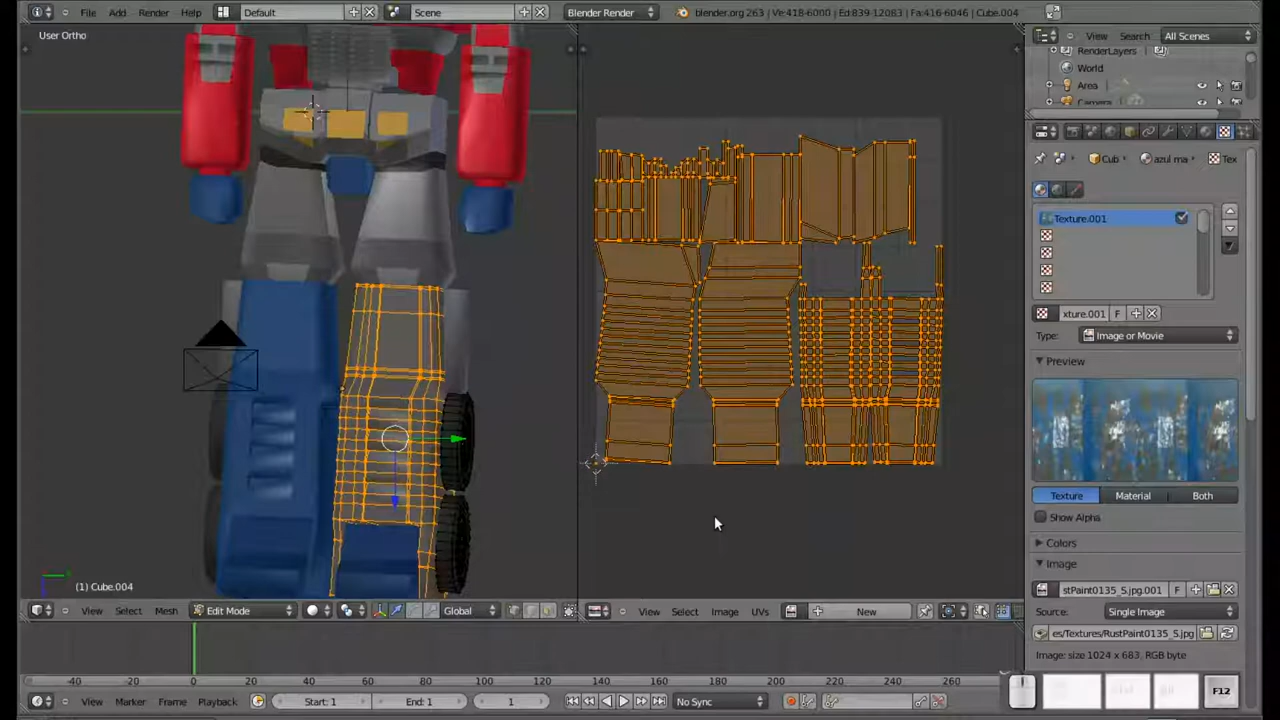 File Add Render Help Default Scene Blender Render blender.org 263 | Ve:418-6000 | Ed:839-12083 | Fa:416-6046 | Cube.004
View Search All Scenes
User Ortho
RenderLayers
World
Area
Camera
Cub azul ma Tex
Texture.001
xture.001 F
Type: Image or Movie
Preview
Texture Material Both
Show Alpha
Colors
Image
(1) Cube.004
stPaint0135_S.jpg.001 F
View Select Mesh Edit Mode Global View Select Image UVs New
Source: Single Image
es/Textures/RustPaint0135_S.jpg
Image: size 1024 x 683, RGB byte
-40 -20 0 20 40 60 80 100 120 140 160 180 200 220 240 260
View Marker Frame Playback Start: 1 End: 1 1 No Sync
F12